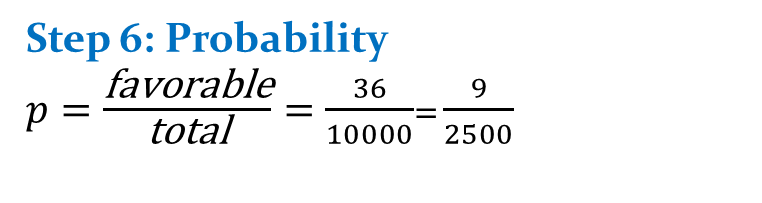 Step 6: Probability
p = favorable/total = 36/10000 = 9/2500